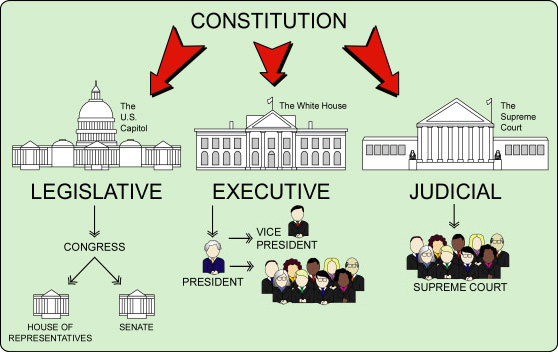 CONSTITUTION
The
U.S.
Capitol
The White House
The
Supreme
Court
LEGISLATIVE
EXECUTIVE
JUDICIAL
CONGRESS
HOUSE OF
REPRESENTATIVES
SENATE
VICE
PRESIDENT
PRESIDENT
SUPREME COURT